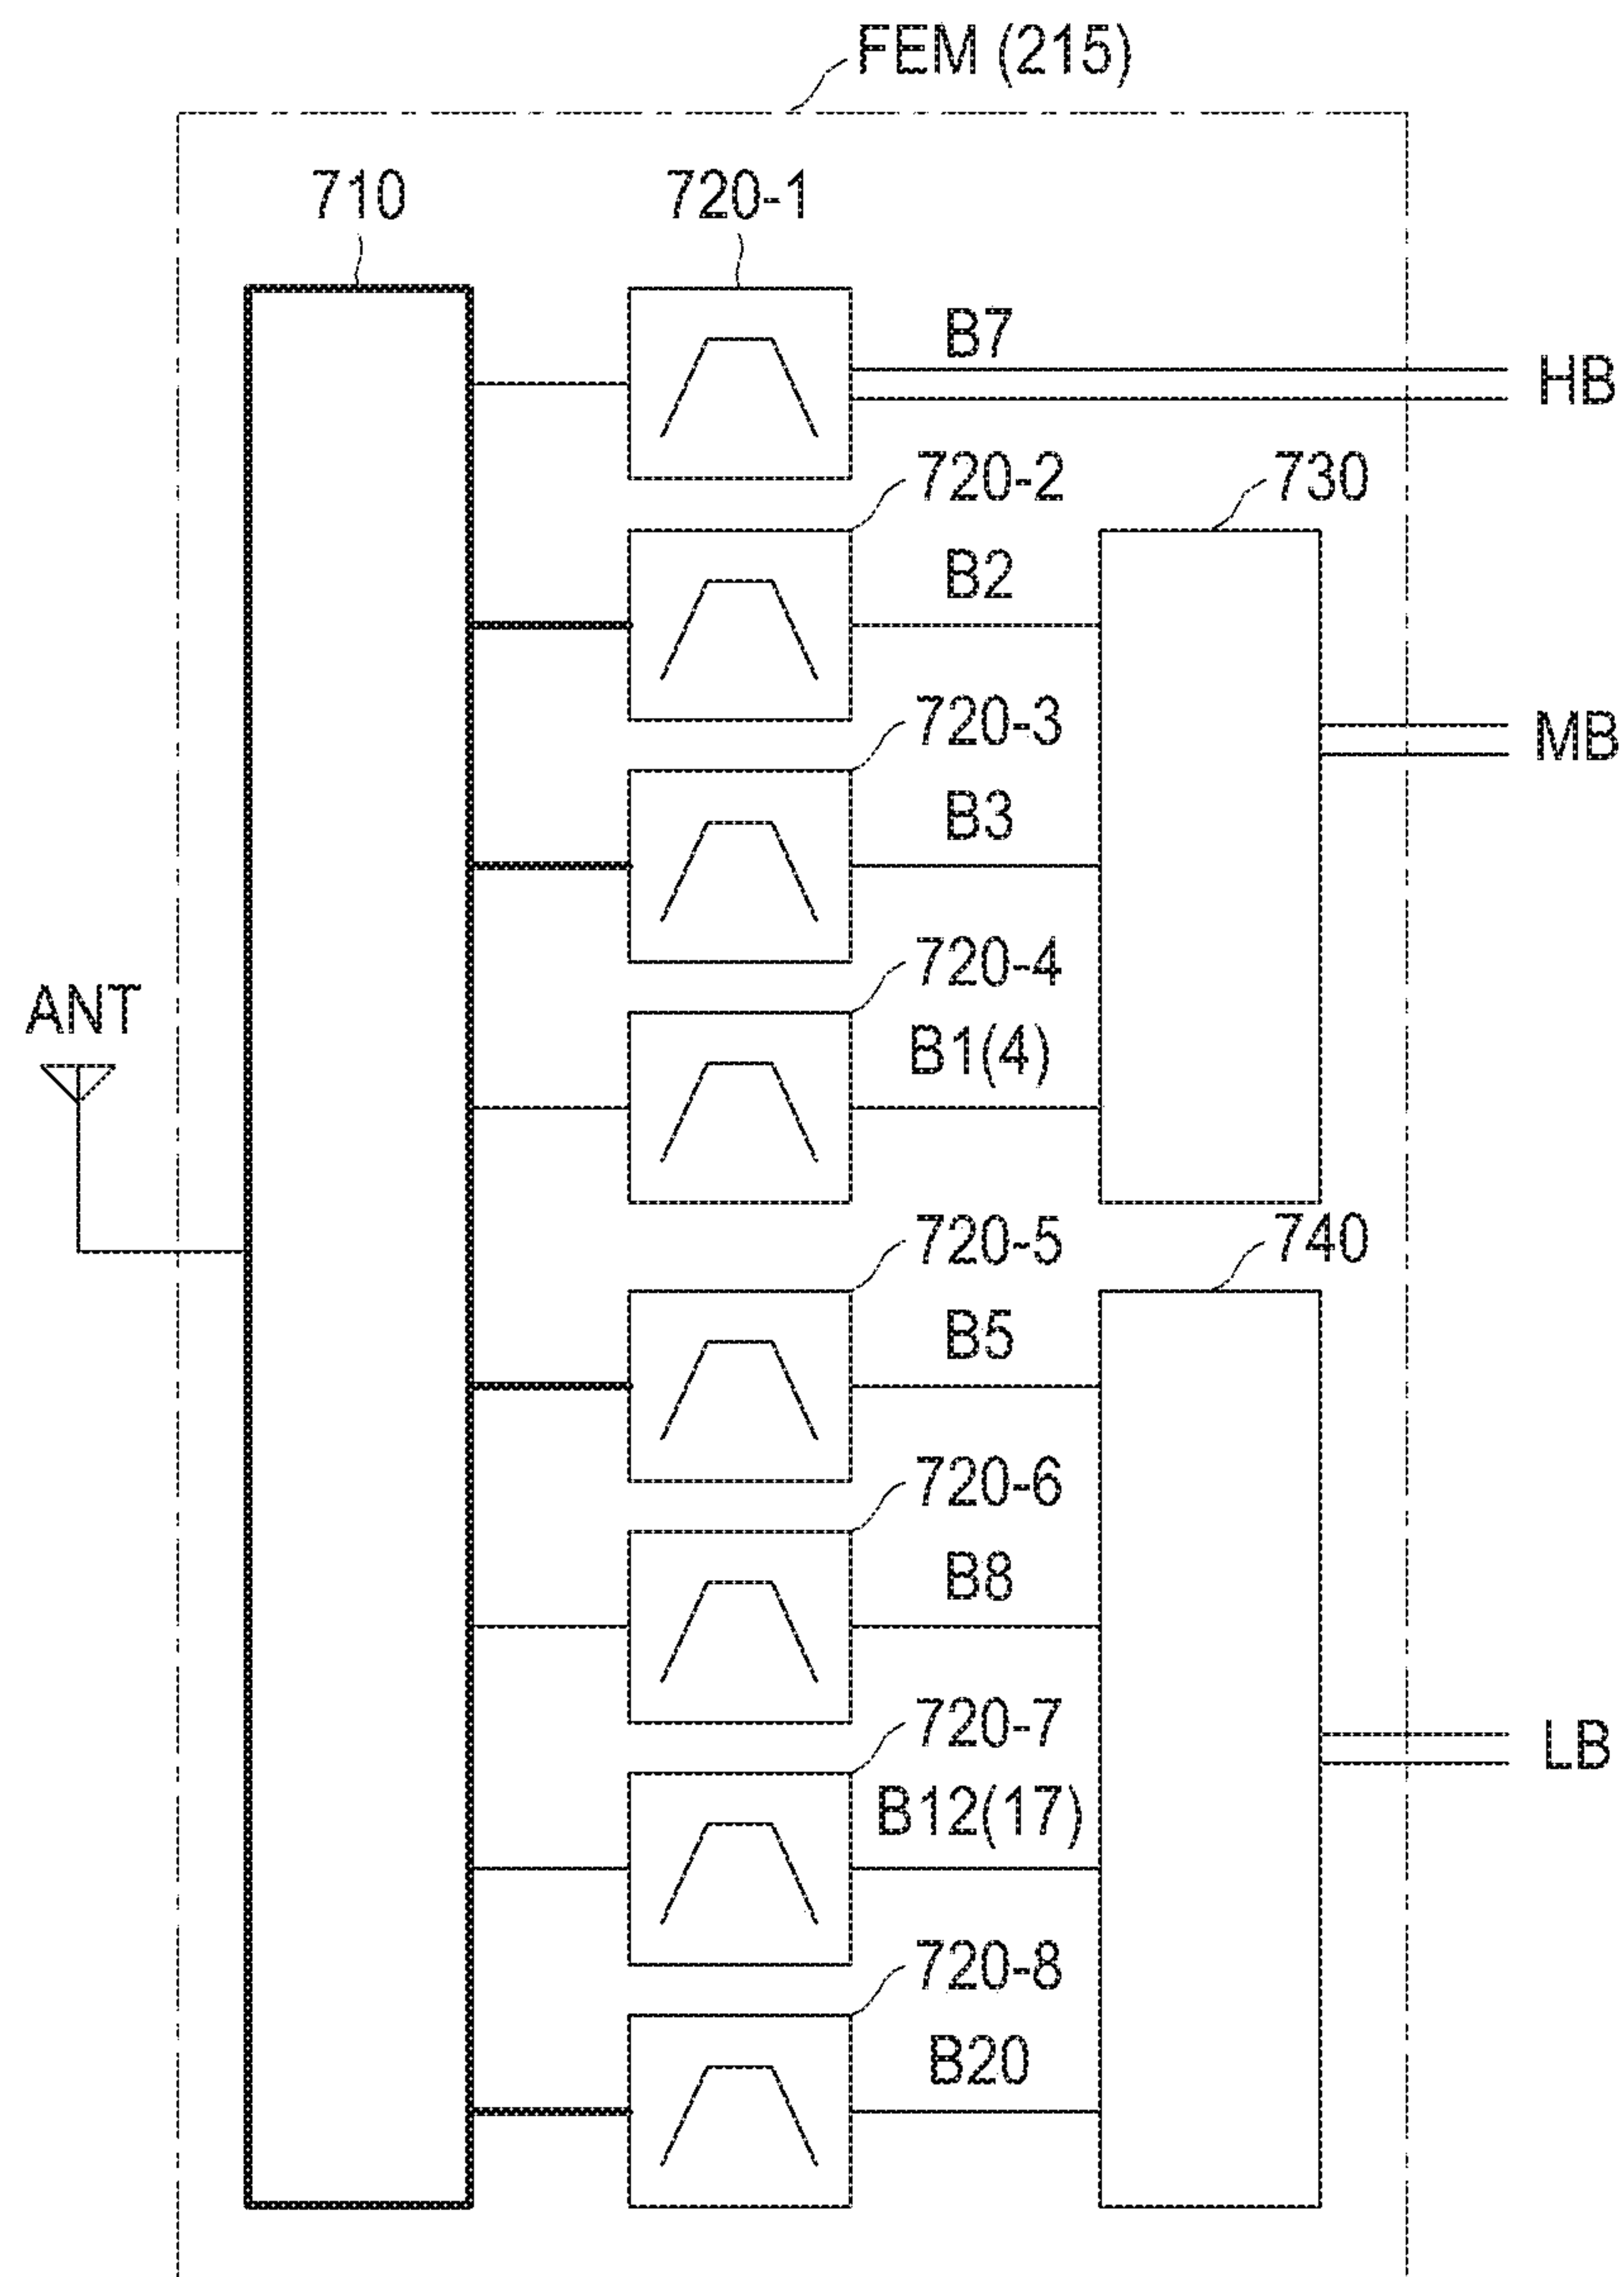 FEM (215)
710
720-1
B7
HB
720-2
730
B2
720-3
MB
B3
720-4
ANT
B1(4)
720-5
740
B5
720-6
B8
720-7
LB
B12(17)
720-8
B20